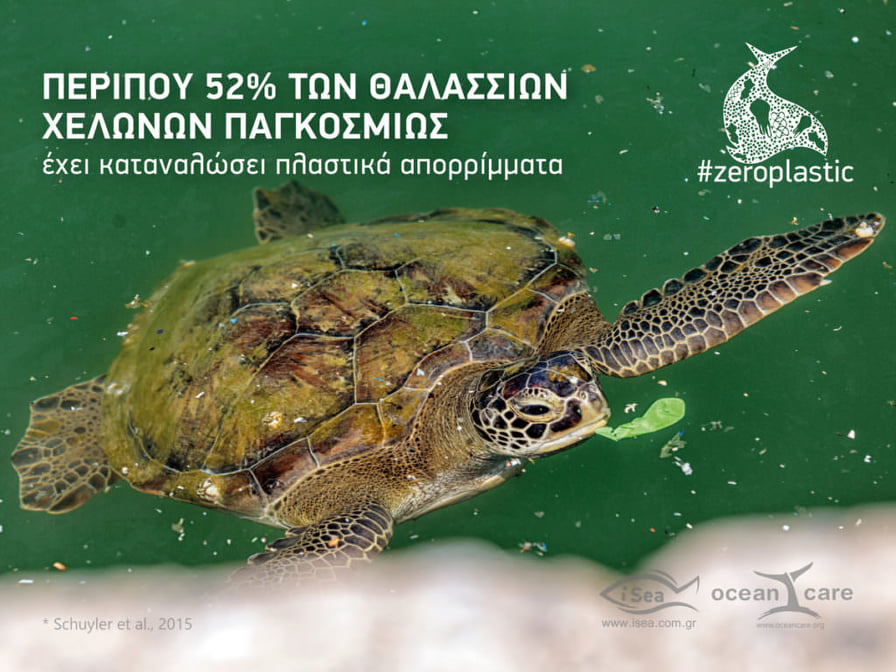 ΠΕΡΙΠΟΥ 52% ΤΩΝ ΘΑΛΑΣΣΙΩΝ
ΧΕΛΩΝΩΝ ΠΑΓΚΟΣΜΙΩΣ
έχει καταναλώσει πλαστικά απορρίμματα
#zeroplastic
iSea
www.isea.com.gr
ocean care
www.oceancare.org
* Schuyler et al., 2015